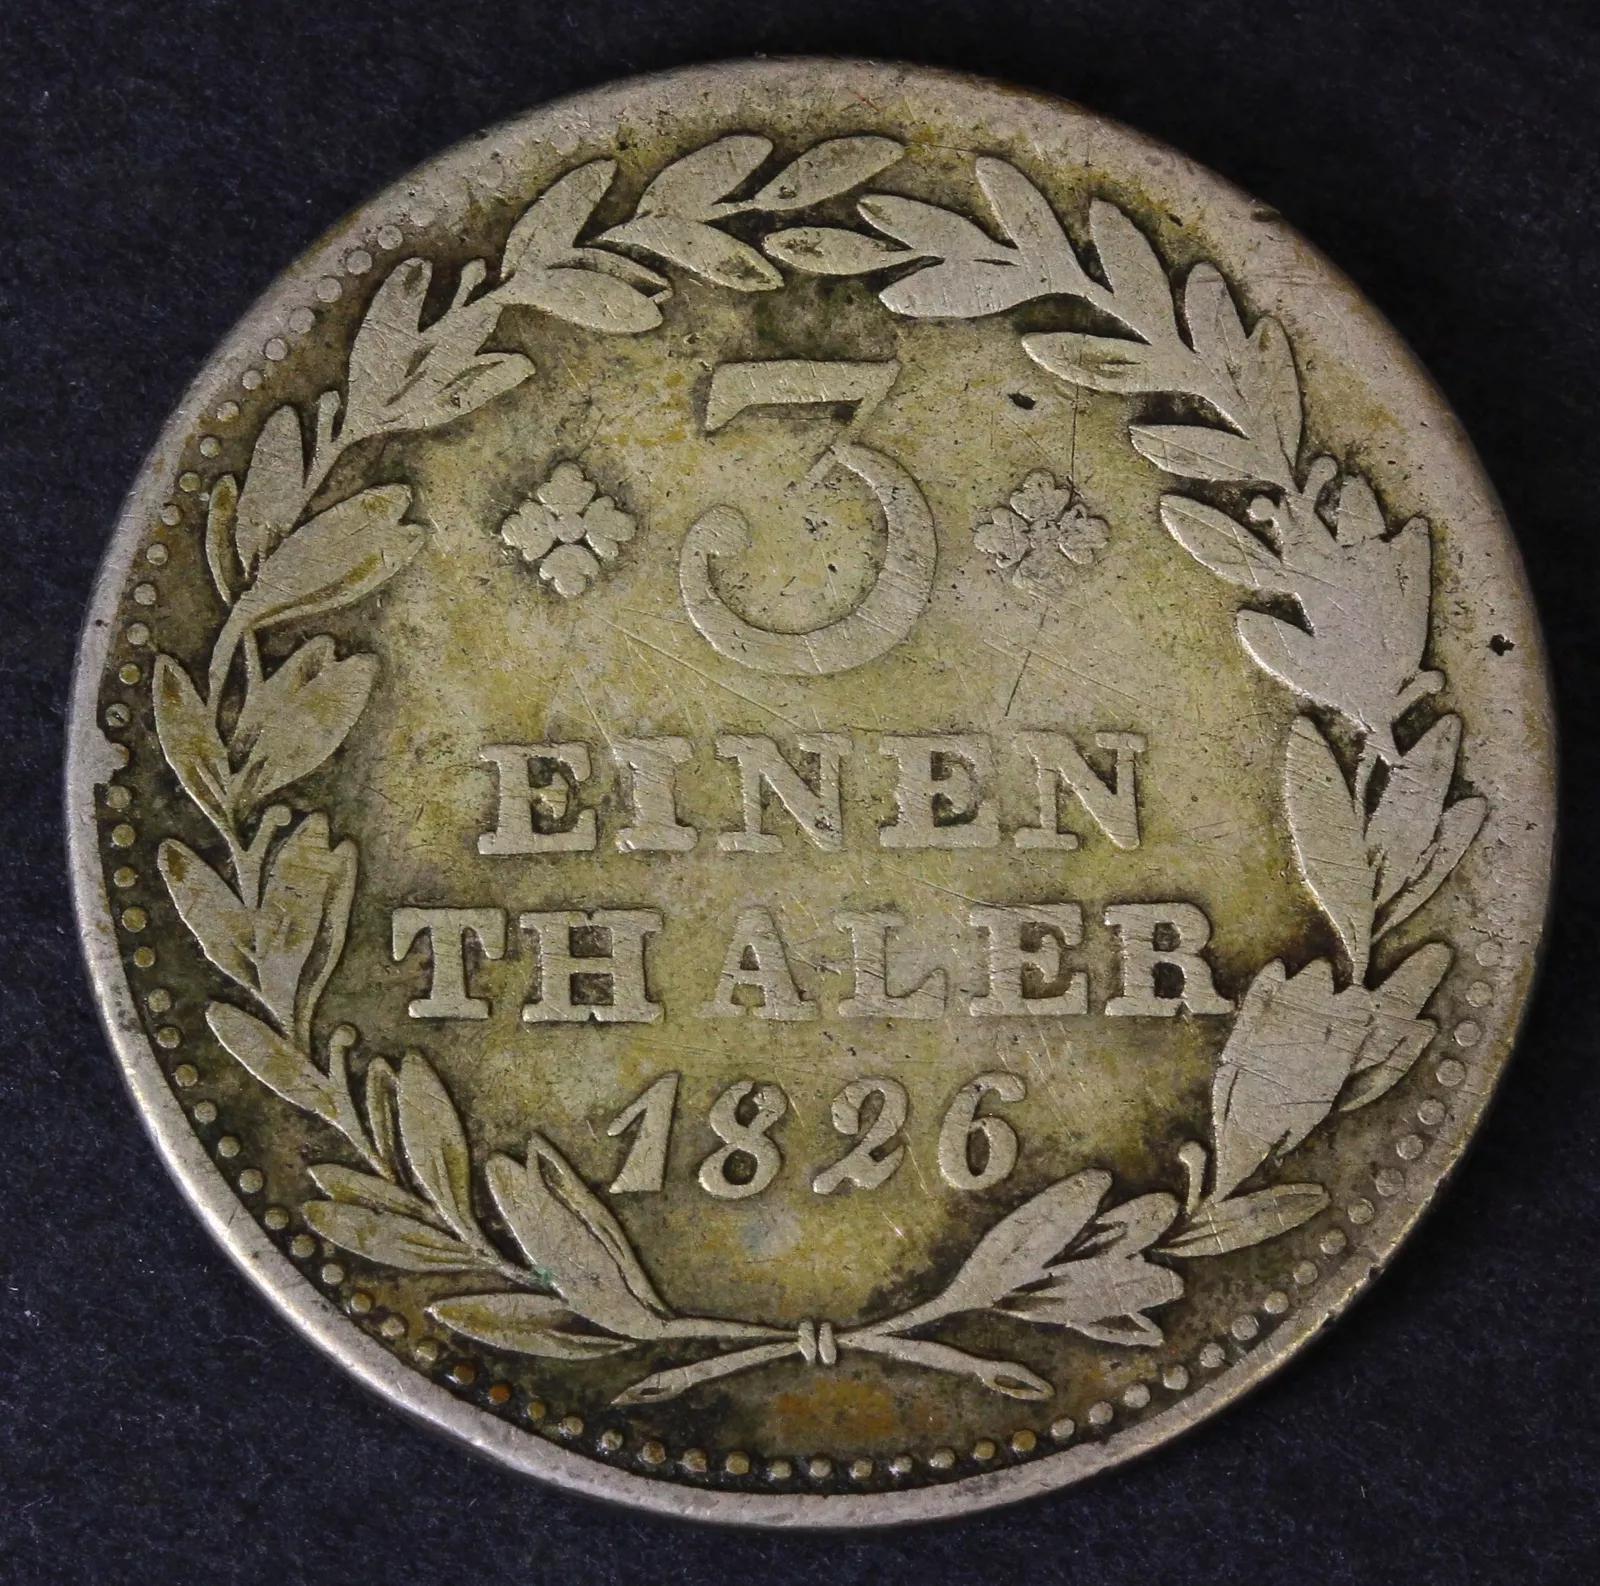 3
EINEN
THALER
1826